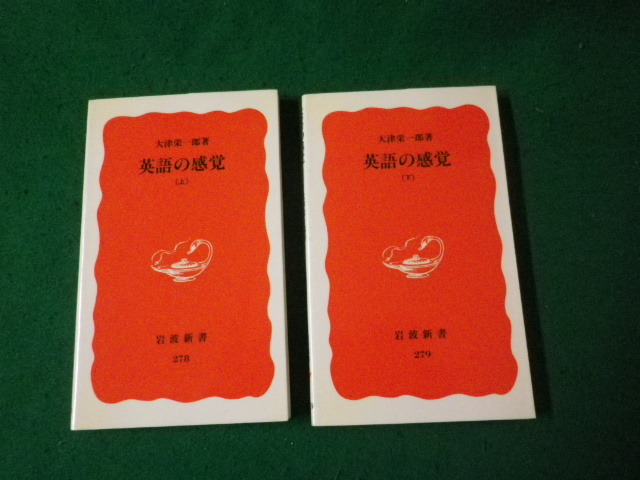 大津栄一郎著
英語の感覚
(上)
岩波新書
278
大津栄一郎著
英語の感覚
(下)
岩波新書
279